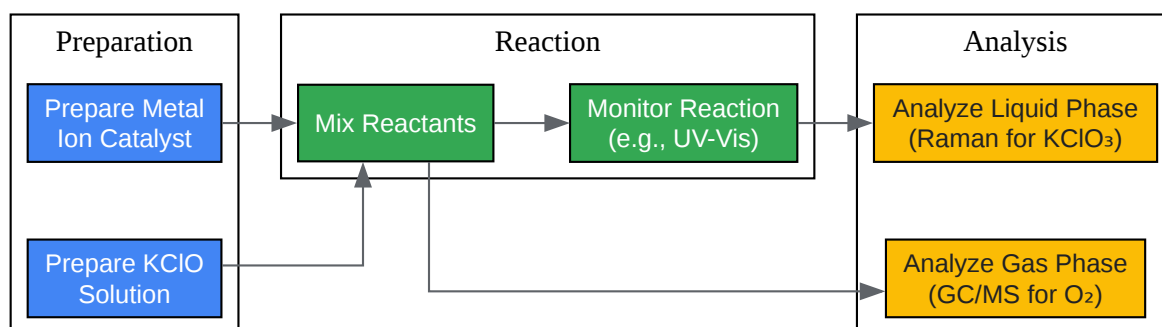 Preparation
Reaction
Analysis
Prepare Metal
Ion Catalyst
Mix Reactants
Monitor Reaction
(e.g., UV-Vis)
Analyze Liquid Phase
(Raman for KClO₃)
Prepare KClO
Solution
Analyze Gas Phase
(GC/MS for O₂)